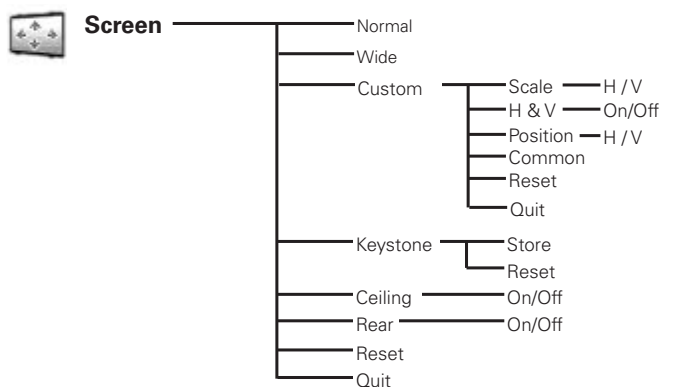 Screen Normal
Wide
Custom Scale H / V
H & V On/Off
Position H / V
Common
Reset
Quit
Keystone Store
Reset
Ceiling On/Off
Rear On/Off
Reset
Quit